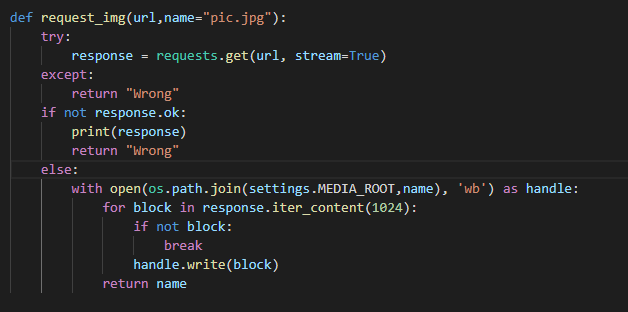 def request_img(url,name="pic.jpg"):
    try:
        response = requests.get(url, stream=True)
    except:
        return "Wrong"
    if not response.ok:
        print(response)
        return "Wrong"
    else:
        with open(os.path.join(settings.MEDIA_ROOT,name), 'wb') as handle:
            for block in response.iter_content(1024):
                if not block:
                    break
                handle.write(block)
            return name